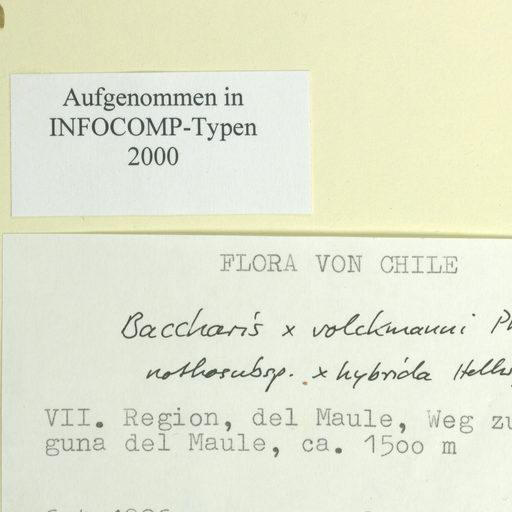 Aufgenommen in
INFOCOMP-Typen
2000
FLORA VON CHILE
Baccharis x volckmanni
nothosubsp. x hybrida
VII. Region, del Maule, Weg zu
guna del Maule, ca. 1500 m